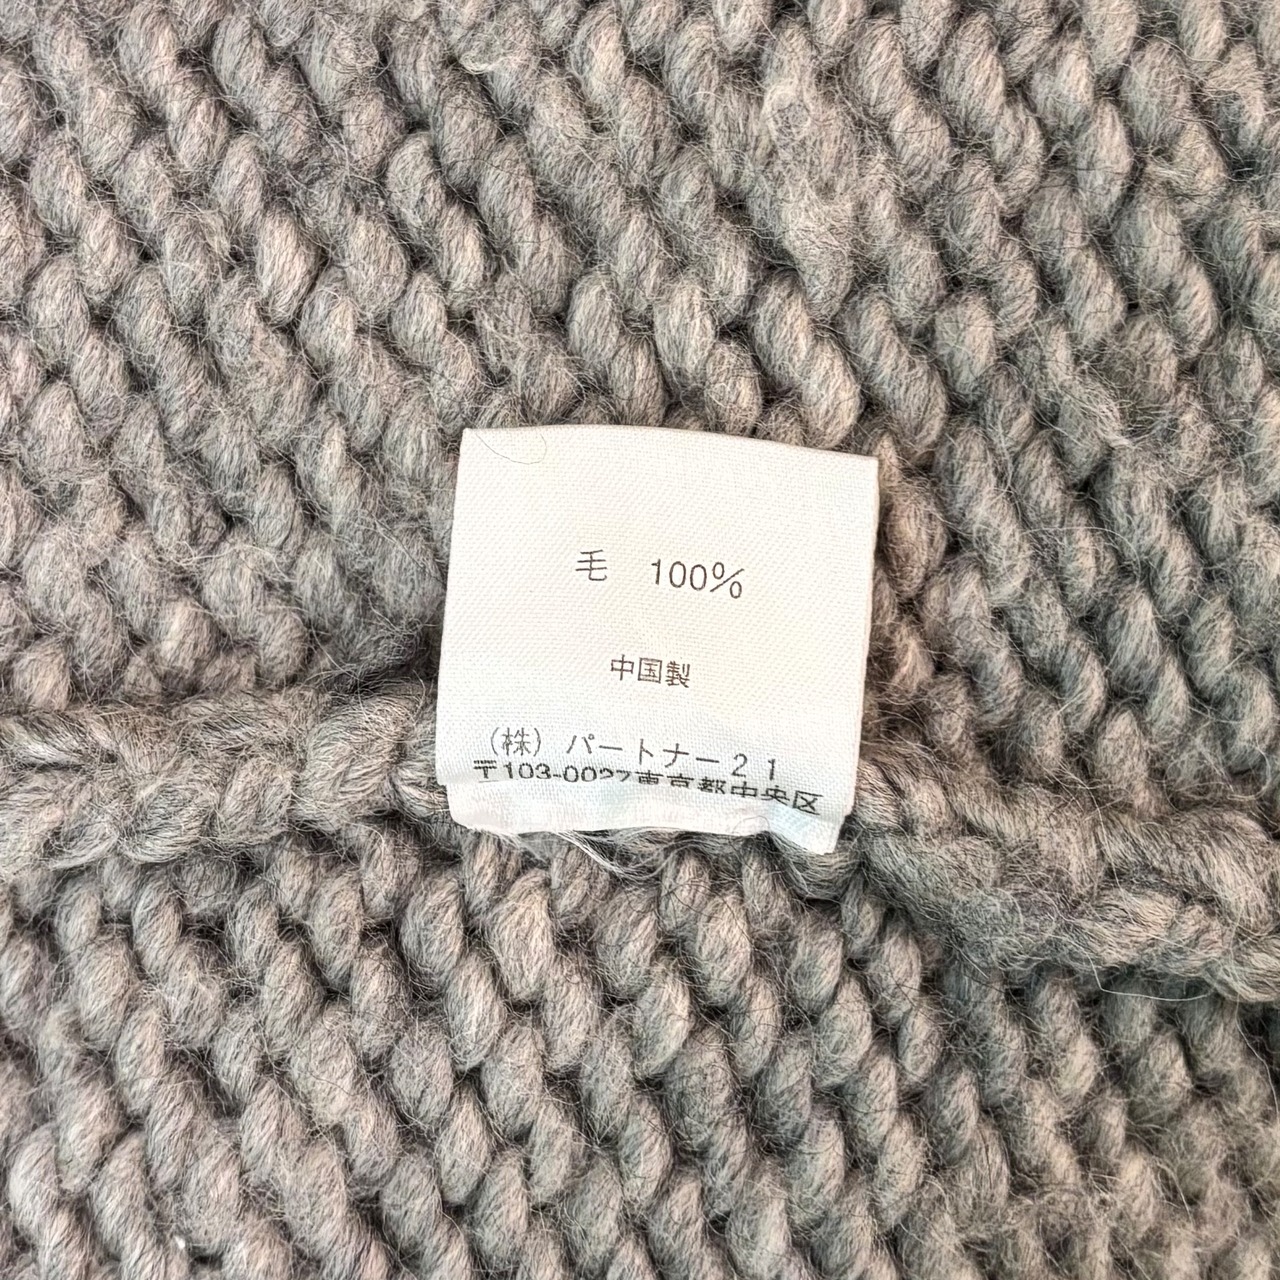 毛 100%
中国製
（株）パートナー21
〒103-0027東京都中央区